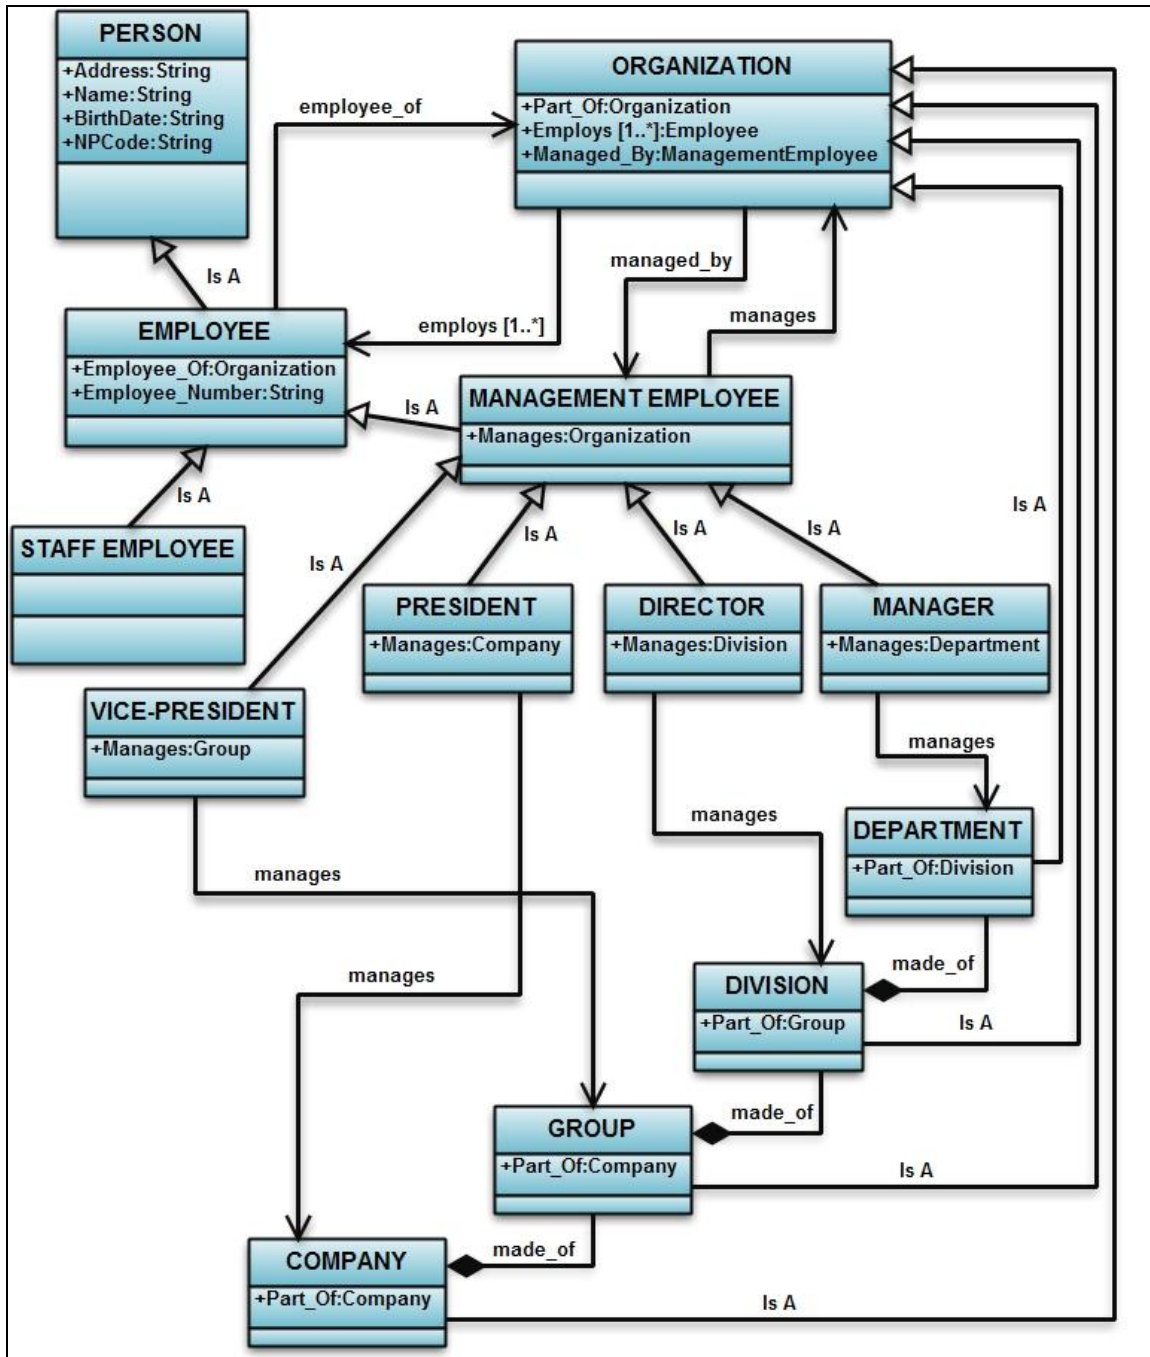 PERSON
+Address:String
+Name:String
+BirthDate:String
+NPCode:String
ORGANIZATION
+Part_Of:Organization
+Employs [1..*]:Employee
+Managed_By:ManagementEmployee
employee_of
Is A
managed_by
manages
employs [1..*]
EMPLOYEE
+Employee_Of:Organization
+Employee_Number:String
Is A
MANAGEMENT EMPLOYEE
+Manages:Organization
Is A
STAFF EMPLOYEE
Is A
Is A
Is A
Is A
Is A
PRESIDENT
+Manages:Company
DIRECTOR
+Manages:Division
MANAGER
+Manages:Department
VICE-PRESIDENT
+Manages:Group
manages
manages
DEPARTMENT
+Part_Of:Division
manages
manages
made_of
DIVISION
+Part_Of:Group
Is A
made_of
GROUP
+Part_Of:Company
Is A
made_of
COMPANY
+Part_Of:Company
Is A